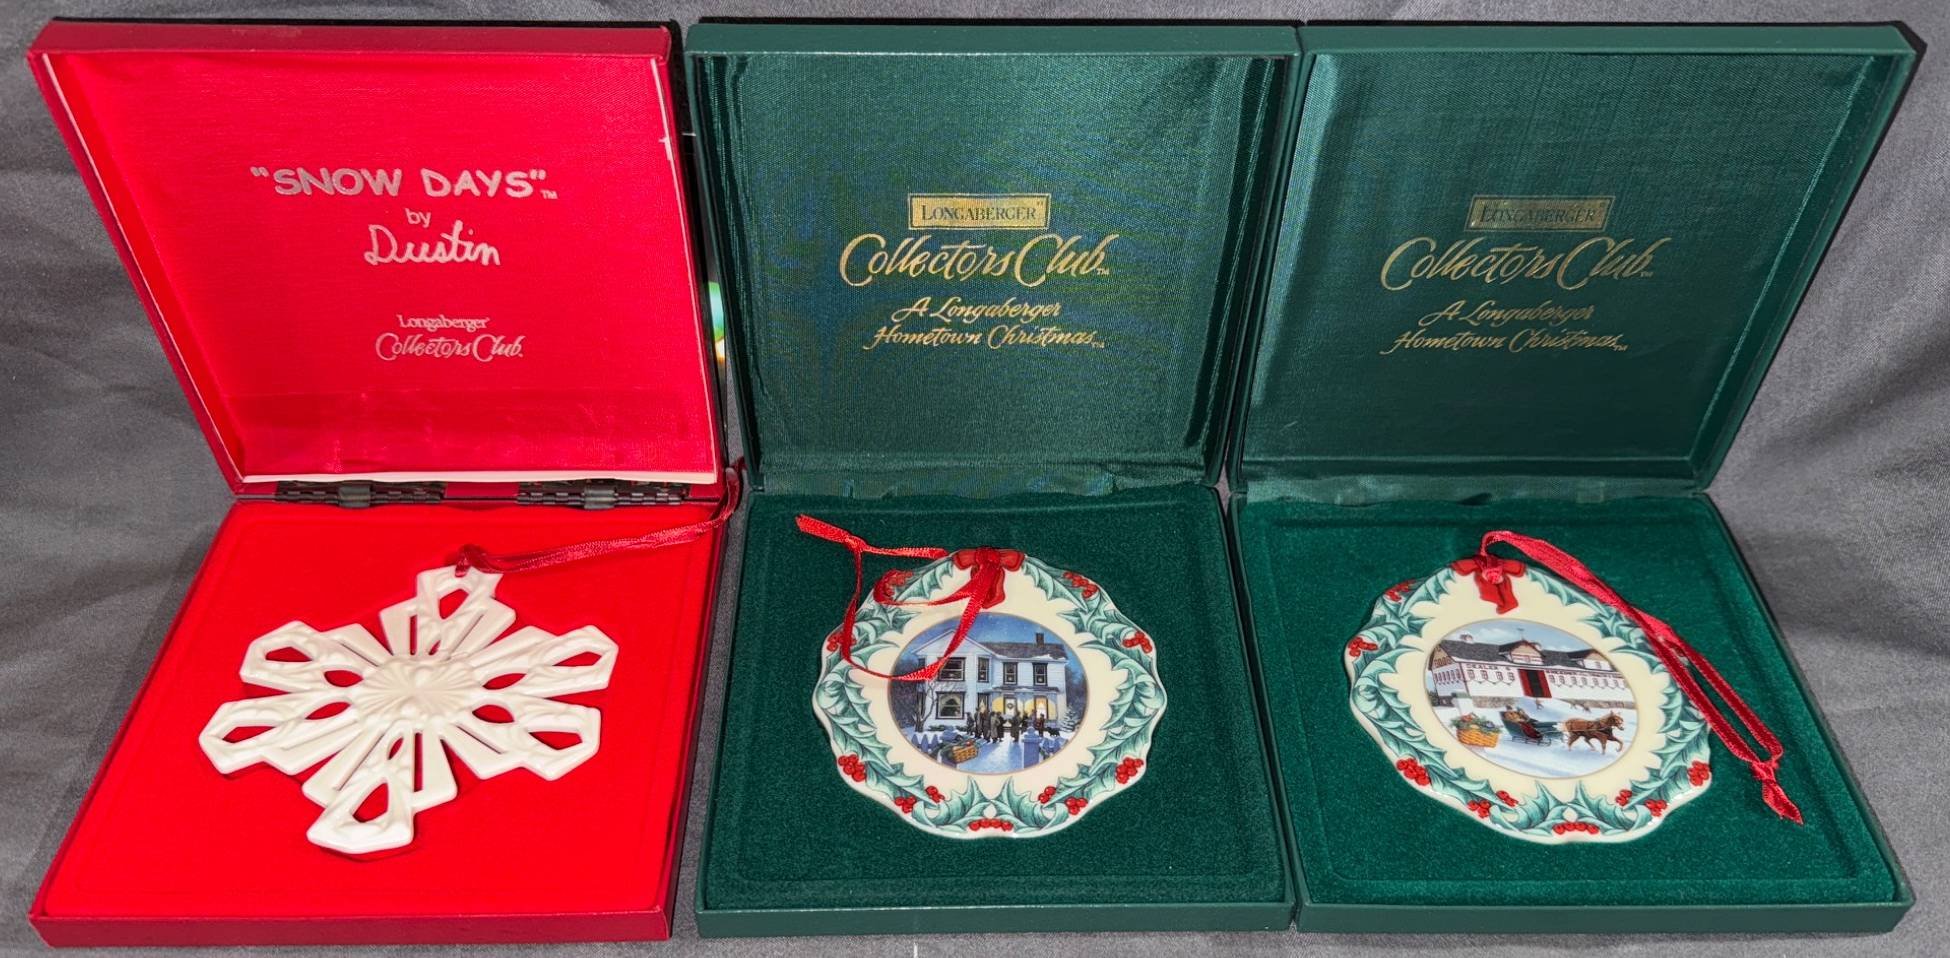 "SNOW DAYS"™
by
Dustin
Longaberger®
Collectors Club®
LONGABERGER®
Collectors Club™
A Longaberger
Hometown Christmas™
LONGABERGER®
Collectors Club™
A Longaberger
Hometown Christmas™